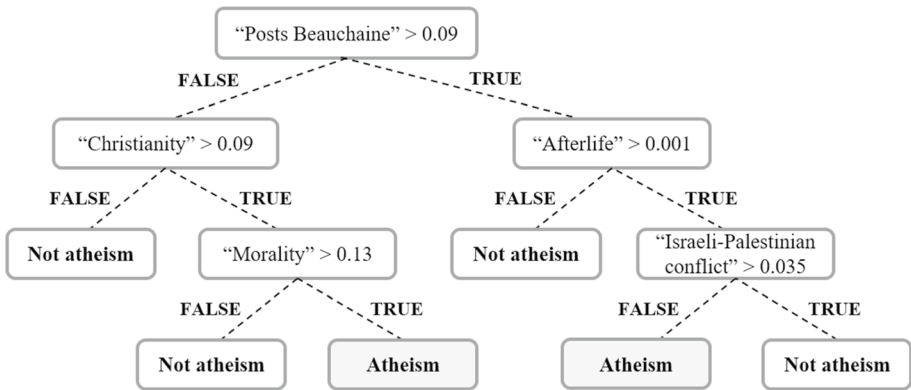 “Posts Beauchaine” > 0.09
FALSE
TRUE
“Christianity” > 0.09
“Afterlife” > 0.001
FALSE
TRUE
FALSE
TRUE
Not atheism
“Morality” > 0.13
Not atheism
“Israeli-Palestinian
conflict” > 0.035
FALSE
TRUE
FALSE
TRUE
Not atheism
Atheism
Atheism
Not atheism